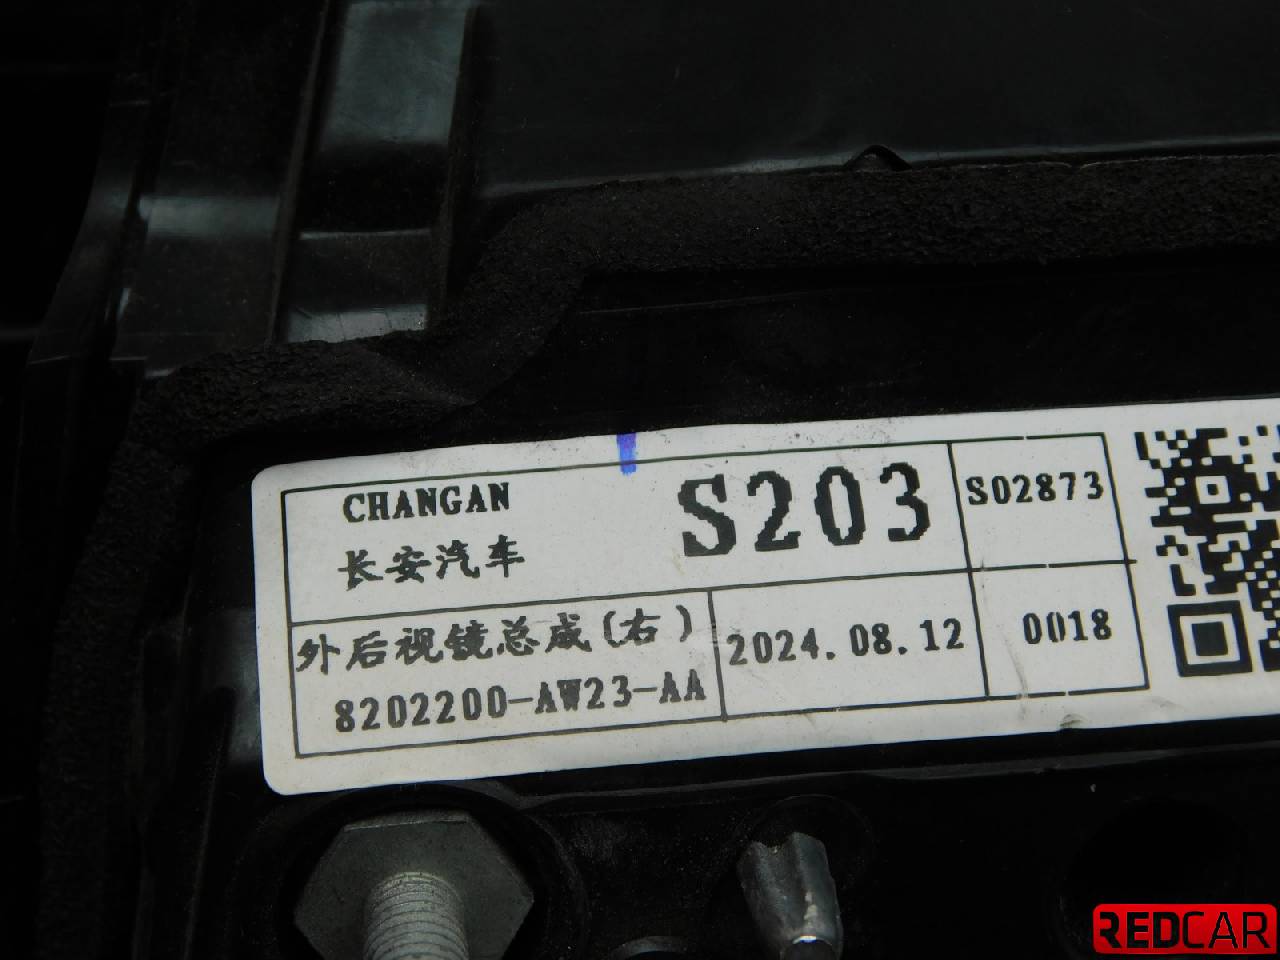 CHANGAN
长安汽车
S203
S02873
外后视镜总成(右)
8202200-AW23-AA
2024.08.12
0018
REDCAR